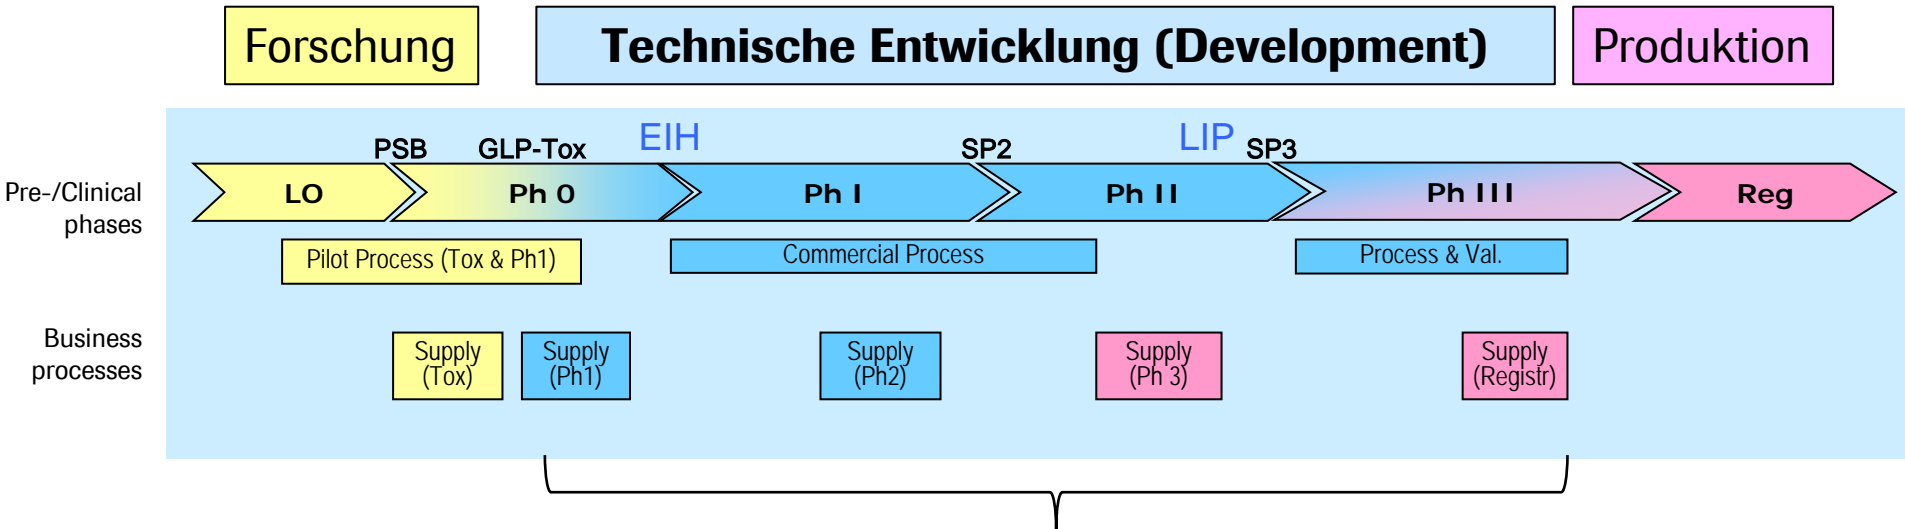 Forschung
Technische Entwicklung (Development)
Produktion
PSB
GLP-Tox
EIH
SP2
LIP
SP3
Pre-/Clinical
phases
LO
Ph 0
Ph I
Ph II
Ph III
Reg
Pilot Process (Tox & Ph1)
Commercial Process
Process & Val.
Business
processes
Supply
(Tox)
Supply
(Ph1)
Supply
(Ph2)
Supply
(Ph 3)
Supply
(Registr)